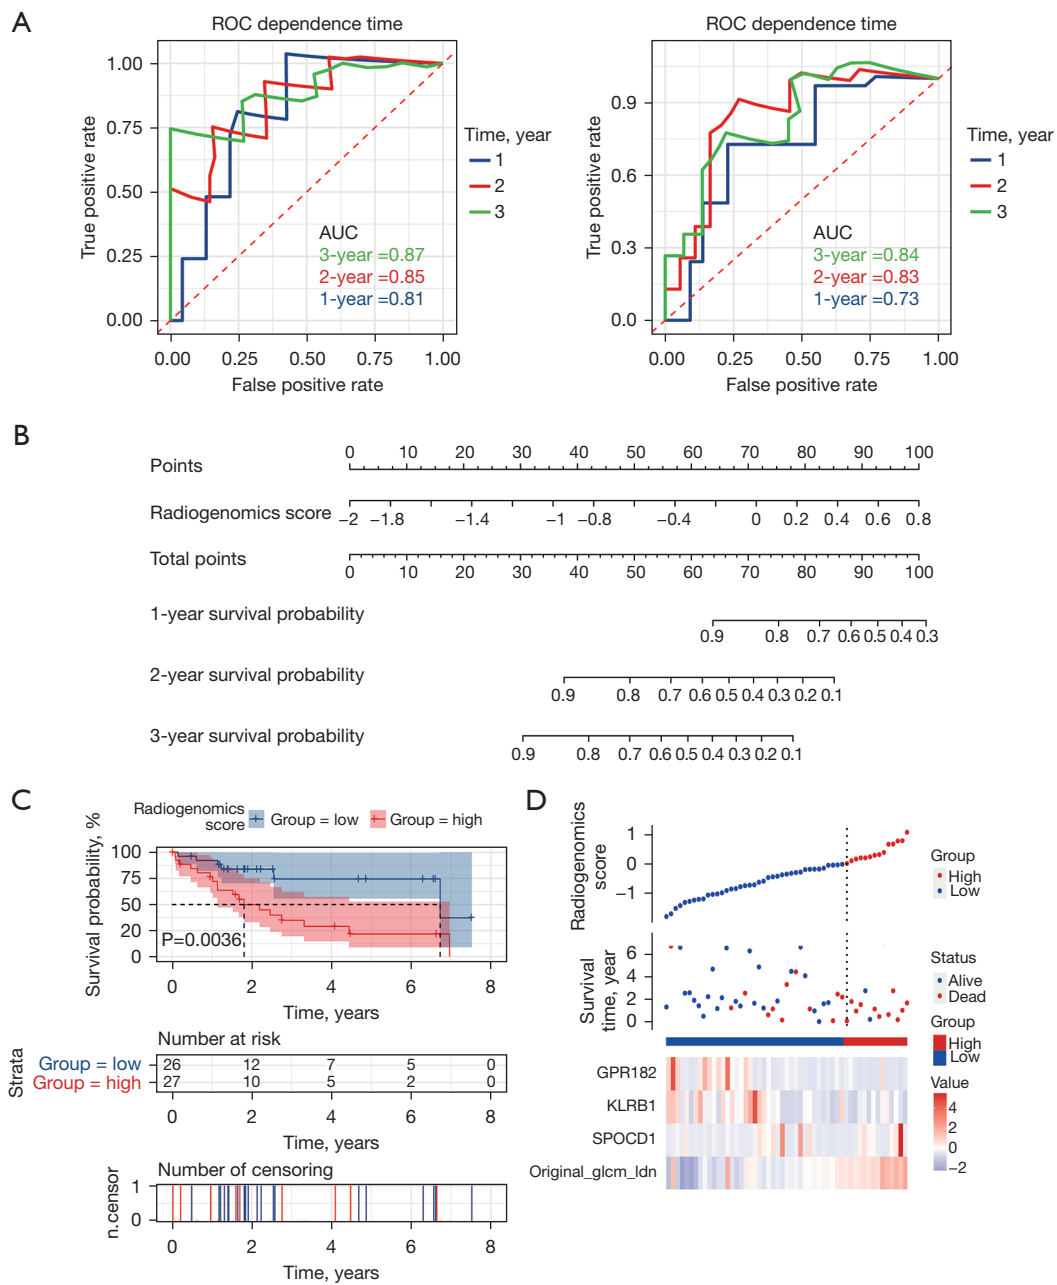 A
ROC dependence time
True positive rate
1.00
0.75
0.50
0.25
0.00
0.00 0.25 0.50 0.75 1.00
False positive rate
AUC
3-year =0.87
2-year =0.85
1-year =0.81
Time, year
1
2
3
ROC dependence time
True positive rate
0.9
0.6
0.3
0.0
0.00 0.25 0.50 0.75 1.00
False positive rate
AUC
3-year =0.84
2-year =0.83
1-year =0.73
Time, year
1
2
3
B
Points
0 10 20 30 40 50 60 70 80 90 100
Radiogenomics score
−2 −1.8 −1.4 −1 −0.8 −0.4 0 0.2 0.4 0.6 0.8
Total points
0 10 20 30 40 50 60 70 80 90 100
1-year survival probability
0.9 0.8 0.7 0.6 0.5 0.4 0.3
2-year survival probability
0.9 0.8 0.7 0.6 0.5 0.4 0.3 0.2 0.1
3-year survival probability
0.9 0.8 0.7 0.6 0.5 0.4 0.3 0.2 0.1
C
Radiogenomics score
Group = low
Group = high
Survival probability, %
100
75
50
20
0
P=0.0036
0 2 4 6 8
Time, years
Number at risk
Strata
Group = low
26 12 7 5 0
Group = high
27 10 5 2 0
0 2 4 6 8
Time, years
Number of censoring
n.censor
1
0
0 2 4 6 8
Time, years
D
Radiogenomics score
1
0
−1
Group
High
Low
Survival time, year
6
4
2
0
Status
Alive
Dead
Group
High
Low
GPR182
KLRB1
SPOCD1
Original_glcm_ldn
Value
4
2
0
−2